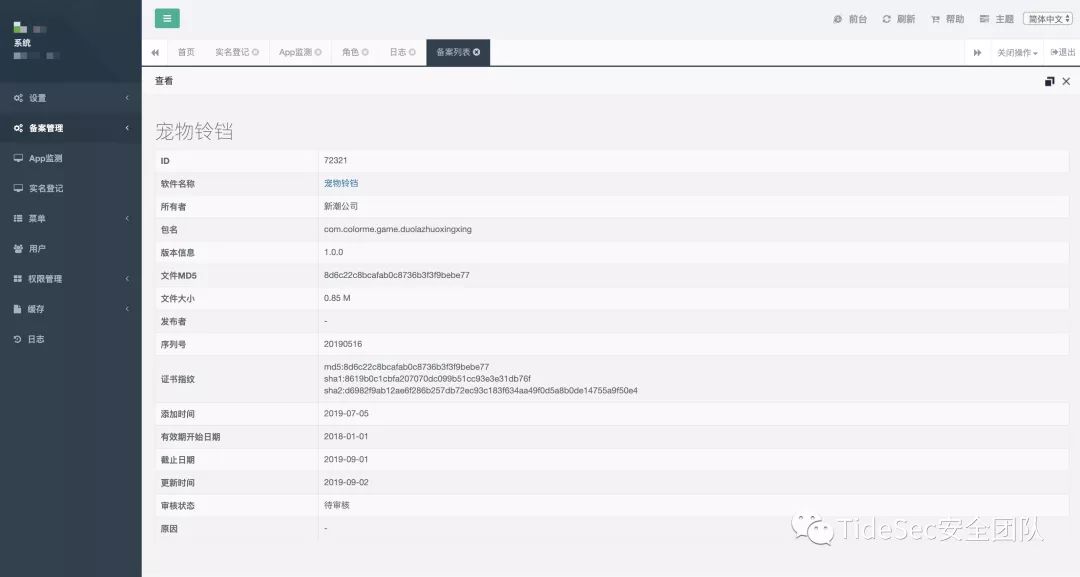 系统
前台 刷新 帮助 主题 简体中文
首页 实名登记 App监测 角色 日志 备案列表 关闭操作 退出
查看
设置
备案管理
App监测
实名登记
菜单
用户
权限管理
缓存
日志
宠物铃铛
ID 72321
软件名称 宠物铃铛
所有者 新潮公司
包名 com.colorme.game.duolazhuoxingxing
版本信息 1.0.0
文件MD5 8d6c22c8bcafab0c8736b3f3f9bebe77
文件大小 0.85 M
发布者 -
序列号 20190516
证书指纹
md5:8d6c22c8bcafab0c8736b3f3f9bebe77
sha1:8619b0c1cbfa207070dc099b51cc93e3e31db76f
sha2:d6982f9ab12ae6f286b257db72ec93c183f634aa49f0d5a8b0de14755a9f50e4
添加时间 2019-07-05
有效期开始日期 2018-01-01
截止日期 2019-09-01
更新时间 2019-09-02
审核状态 待审核
原因 -
TideSec安全团队